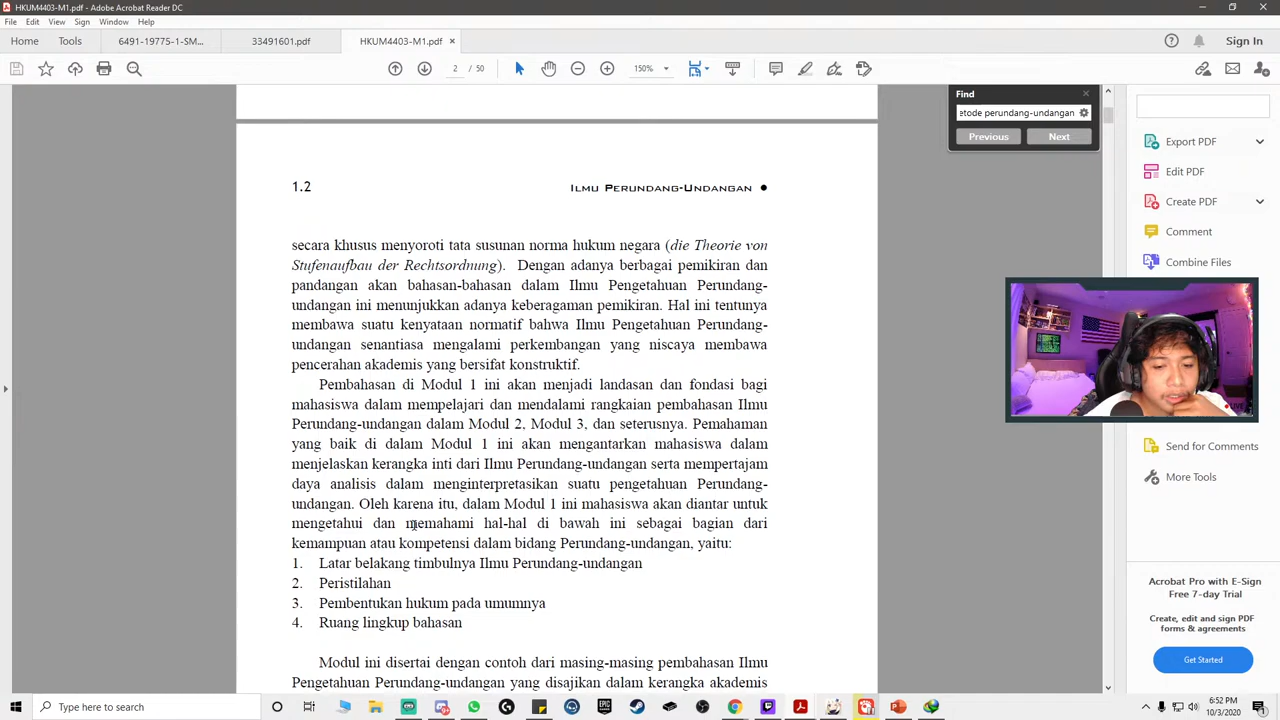 HKUM4403-M1.pdf - Adobe Acrobat Reader DC
File Edit View Sign Window Help
Home Tools 6491-19775-1-SM... 33491601.pdf HKUM4403-M1.pdf × Sign In
2 / 50 150%
Find
etode perundang-undangan
Previous Next
Export PDF
Edit PDF
Create PDF
Comment
Combine Files
Send for Comments
More Tools
Acrobat Pro with E-Sign
Free 7-day Trial
Create, edit and sign PDF
forms & agreements
Get Started
1.2 ILMU PERUNDANG-UNDANGAN ●
secara khusus menyoroti tata susunan norma hukum negara (die Theorie von
Stufenaufbau der Rechtsordnung). Dengan adanya berbagai pemikiran dan
pandangan akan bahasan-bahasan dalam Ilmu Pengetahuan Perundang-
undangan ini menunjukkan adanya keberagaman pemikiran. Hal ini tentunya
membawa suatu kenyataan normatif bahwa Ilmu Pengetahuan Perundang-
undangan senantiasa mengalami perkembangan yang niscaya membawa
pencerahan akademis yang bersifat konstruktif.
Pembahasan di Modul 1 ini akan menjadi landasan dan fondasi bagi
mahasiswa dalam mempelajari dan mendalami rangkaian pembahasan Ilmu
Perundang-undangan dalam Modul 2, Modul 3, dan seterusnya. Pemahaman
yang baik di dalam Modul 1 ini akan mengantarkan mahasiswa dalam
menjelaskan kerangka inti dari Ilmu Perundang-undangan serta mempertajam
daya analisis dalam menginterpretasikan suatu pengetahuan Perundang-
undangan. Oleh karena itu, dalam Modul 1 ini mahasiswa akan diantar untuk
mengetahui dan memahami hal-hal di bawah ini sebagai bagian dari
kemampuan atau kompetensi dalam bidang Perundang-undangan, yaitu:
1. Latar belakang timbulnya Ilmu Perundang-undangan
2. Peristilahan
3. Pembentukan hukum pada umumnya
4. Ruang lingkup bahasan
Modul ini disertai dengan contoh dari masing-masing pembahasan Ilmu
Pengetahuan Perundang-undangan yang disajikan dalam kerangka akademis
LIVE
Type here to search
6:52 PM
10/3/2020